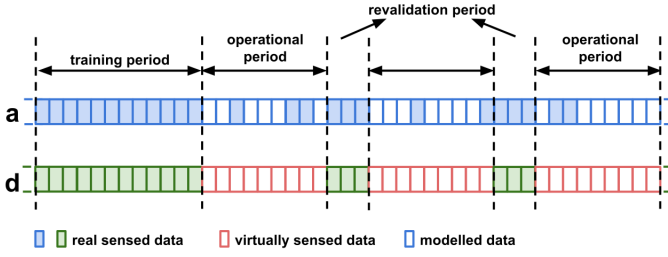 revalidation period
operational
period
operational
period
training period
a
d
real sensed data
virtually sensed data
modelled data